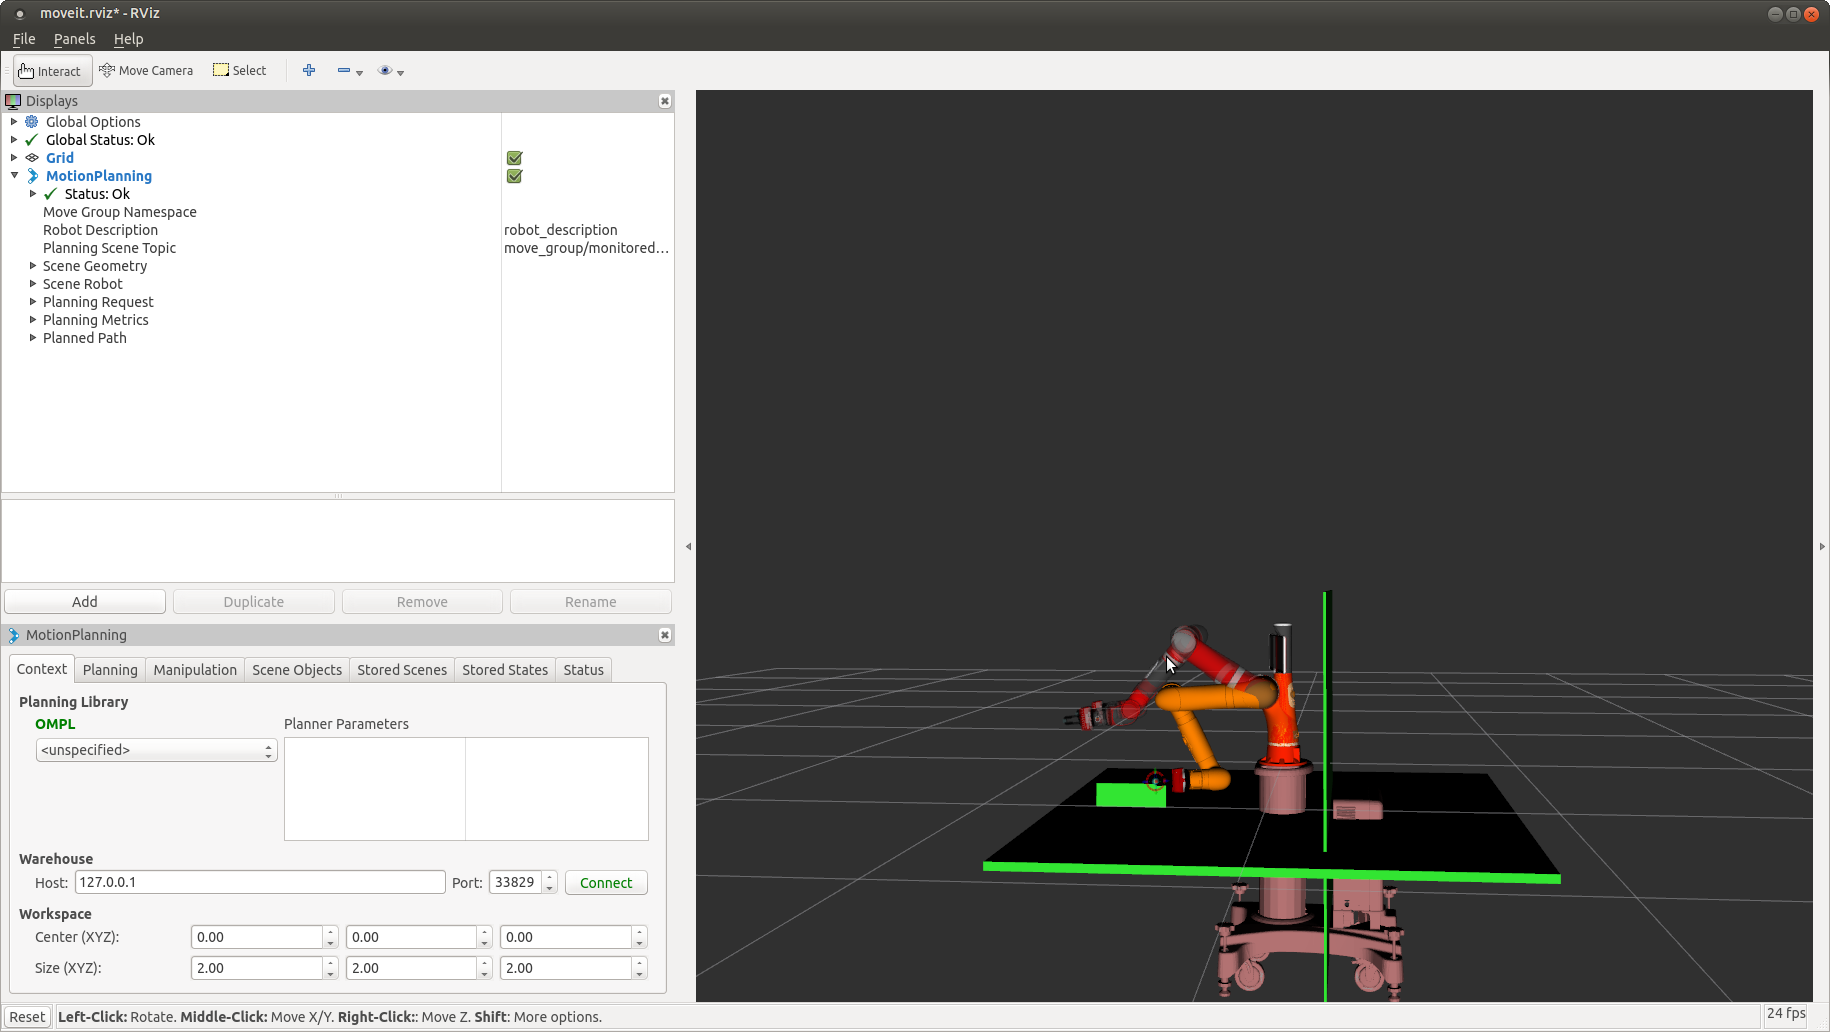 moveit.rviz* - RViz
File Panels Help
Interact Move Camera Select
Displays
Global Options
Global Status: Ok
Grid
MotionPlanning
Status: Ok
Move Group Namespace
Robot Description robot_description
Planning Scene Topic move_group/monitored...
Scene Geometry
Scene Robot
Planning Request
Planning Metrics
Planned Path
Add Duplicate Remove Rename
MotionPlanning
Context Planning Manipulation Scene Objects Stored Scenes Stored States Status
Planning Library
OMPL Planner Parameters
<unspecified>
Warehouse
Host: 127.0.0.1 Port: 33829 Connect
Workspace
Center (XYZ): 0.00 0.00 0.00
Size (XYZ): 2.00 2.00 2.00
Reset Left-Click: Rotate. Middle-Click: Move X/Y. Right-Click:: Move Z. Shift: More options. 24 fps